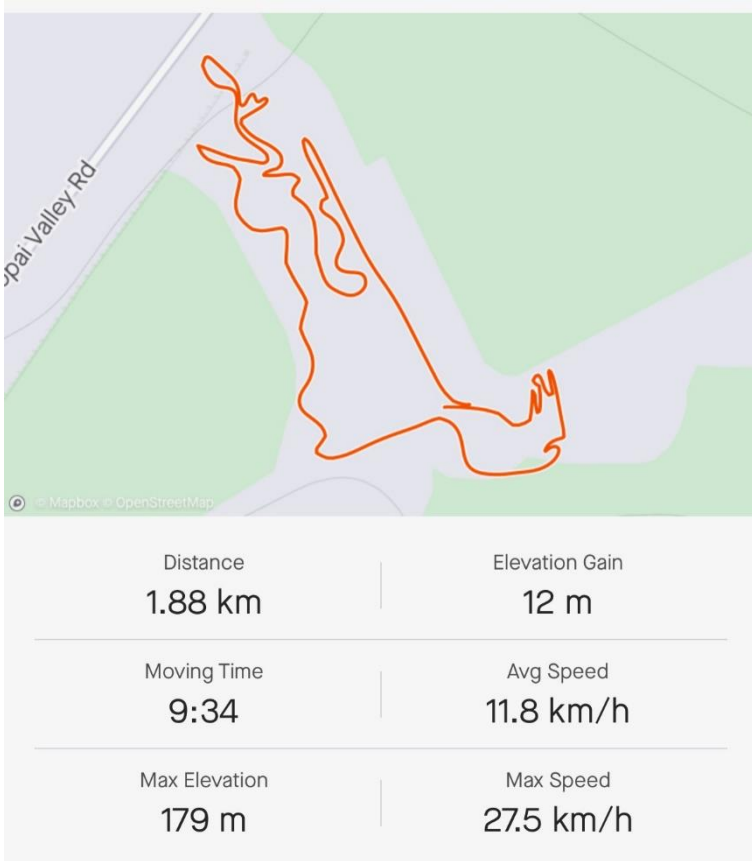 opai Valley Rd
© Mapbox © OpenStreetMap
Distance
1.88 km
Elevation Gain
12 m
Moving Time
9:34
Avg Speed
11.8 km/h
Max Elevation
179 m
Max Speed
27.5 km/h